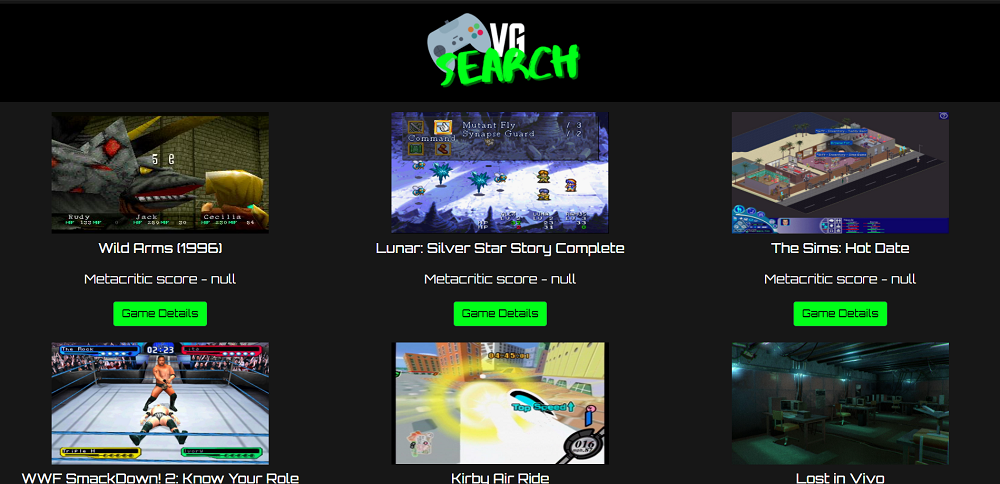 VG
SEARCH
5 e
Rudy Jack Cecilia
Mutant Fly / 3
Synapse Guard / 2
Command
Wild Arms (1996)
Lunar: Silver Star Story Complete
The Sims: Hot Date
Metacritic score - null
Metacritic score - null
Metacritic score - null
Game Details
Game Details
Game Details
The Rock
02:23
04:45:01
Top Speed
016
WWF SmackDown! 2: Know Your Role
Kirby Air Ride
Lost in Vivo